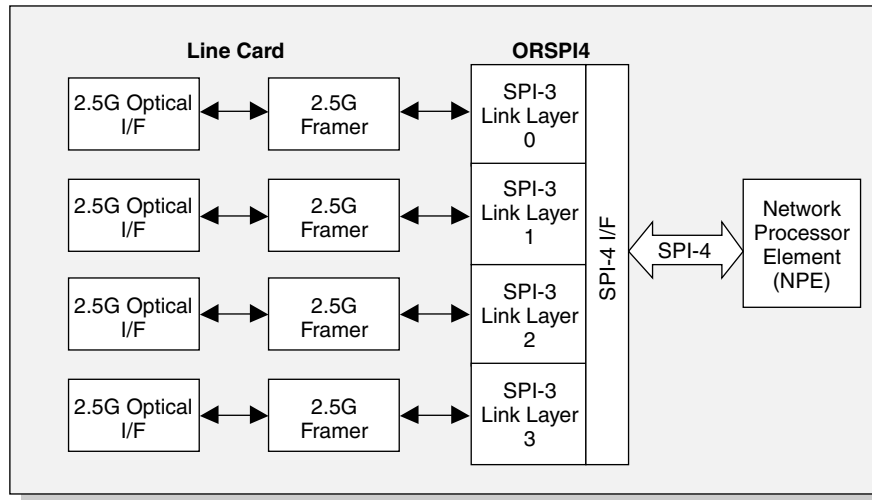 Line Card
ORSPI4
2.5G Optical
I/F
2.5G
Framer
SPI-3
Link Layer
0
2.5G Optical
I/F
2.5G
Framer
SPI-3
Link Layer
1
2.5G Optical
I/F
2.5G
Framer
SPI-3
Link Layer
2
2.5G Optical
I/F
2.5G
Framer
SPI-3
Link Layer
3
SPI-4 I/F
SPI-4
Network
Processor
Element
(NPE)